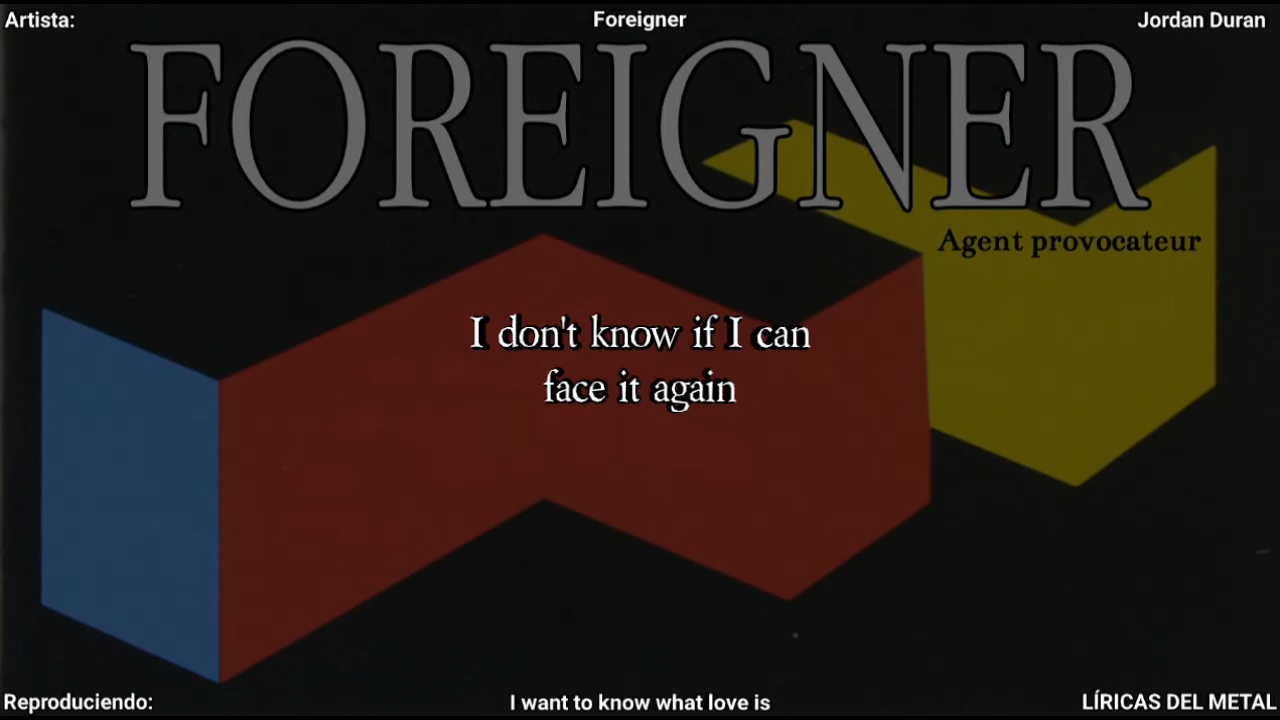 Artista:
Foreigner
Jordan Duran
FOREIGNER
Agent provocateur
I don't know if I can
face it again
Reproduciendo:
I want to know what love is
LÍRICAS DEL METAL